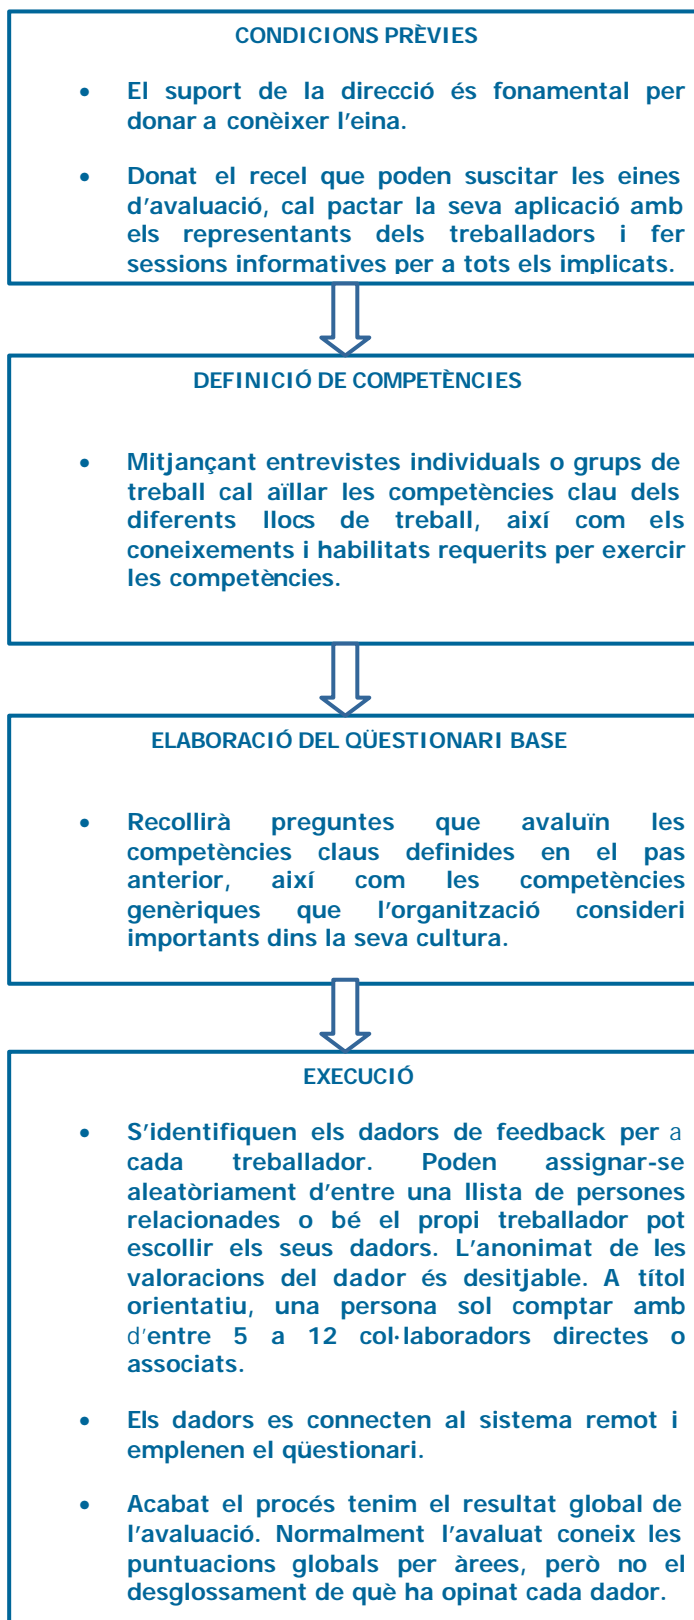 CONDICIONS PRÈVIES
• El suport de la direcció és fonamental per
donar a conèixer l'eina.
• Donat el recel que poden suscitar les eines
d'avaluació, cal pactar la seva aplicació amb
els representants dels treballadors i fer
sessions informatives per a tots els implicats.
DEFINICIÓ DE COMPETÈNCIES
• Mitjançant entrevistes individuals o grups de
treball cal aïllar les competències clau dels
diferents llocs de treball, així com els
coneixements i habilitats requerits per exercir
les competències.
ELABORACIÓ DEL QÜESTIONARI BASE
• Recollirà preguntes que avaluïn les
competències claus definides en el pas
anterior, així com les competències
genèriques que l'organització consideri
importants dins la seva cultura.
EXECUCIÓ
• S'identifiquen els dadors de feedback per a
cada treballador. Poden assignar-se
aleatòriament d'entre una llista de persones
relacionades o bé el propi treballador pot
escollir els seus dadors. L'anonimat de les
valoracions del dador és desitjable. A títol
orientatiu, una persona sol comptar amb
d'entre 5 a 12 col·laboradors directes o
associats.
• Els dadors es connecten al sistema remot i
emplenen el qüestionari.
• Acabat el procés tenim el resultat global de
l'avaluació. Normalment l'avaluat coneix les
puntuacions globals per àrees, però no el
desglossament de què ha opinat cada dador.